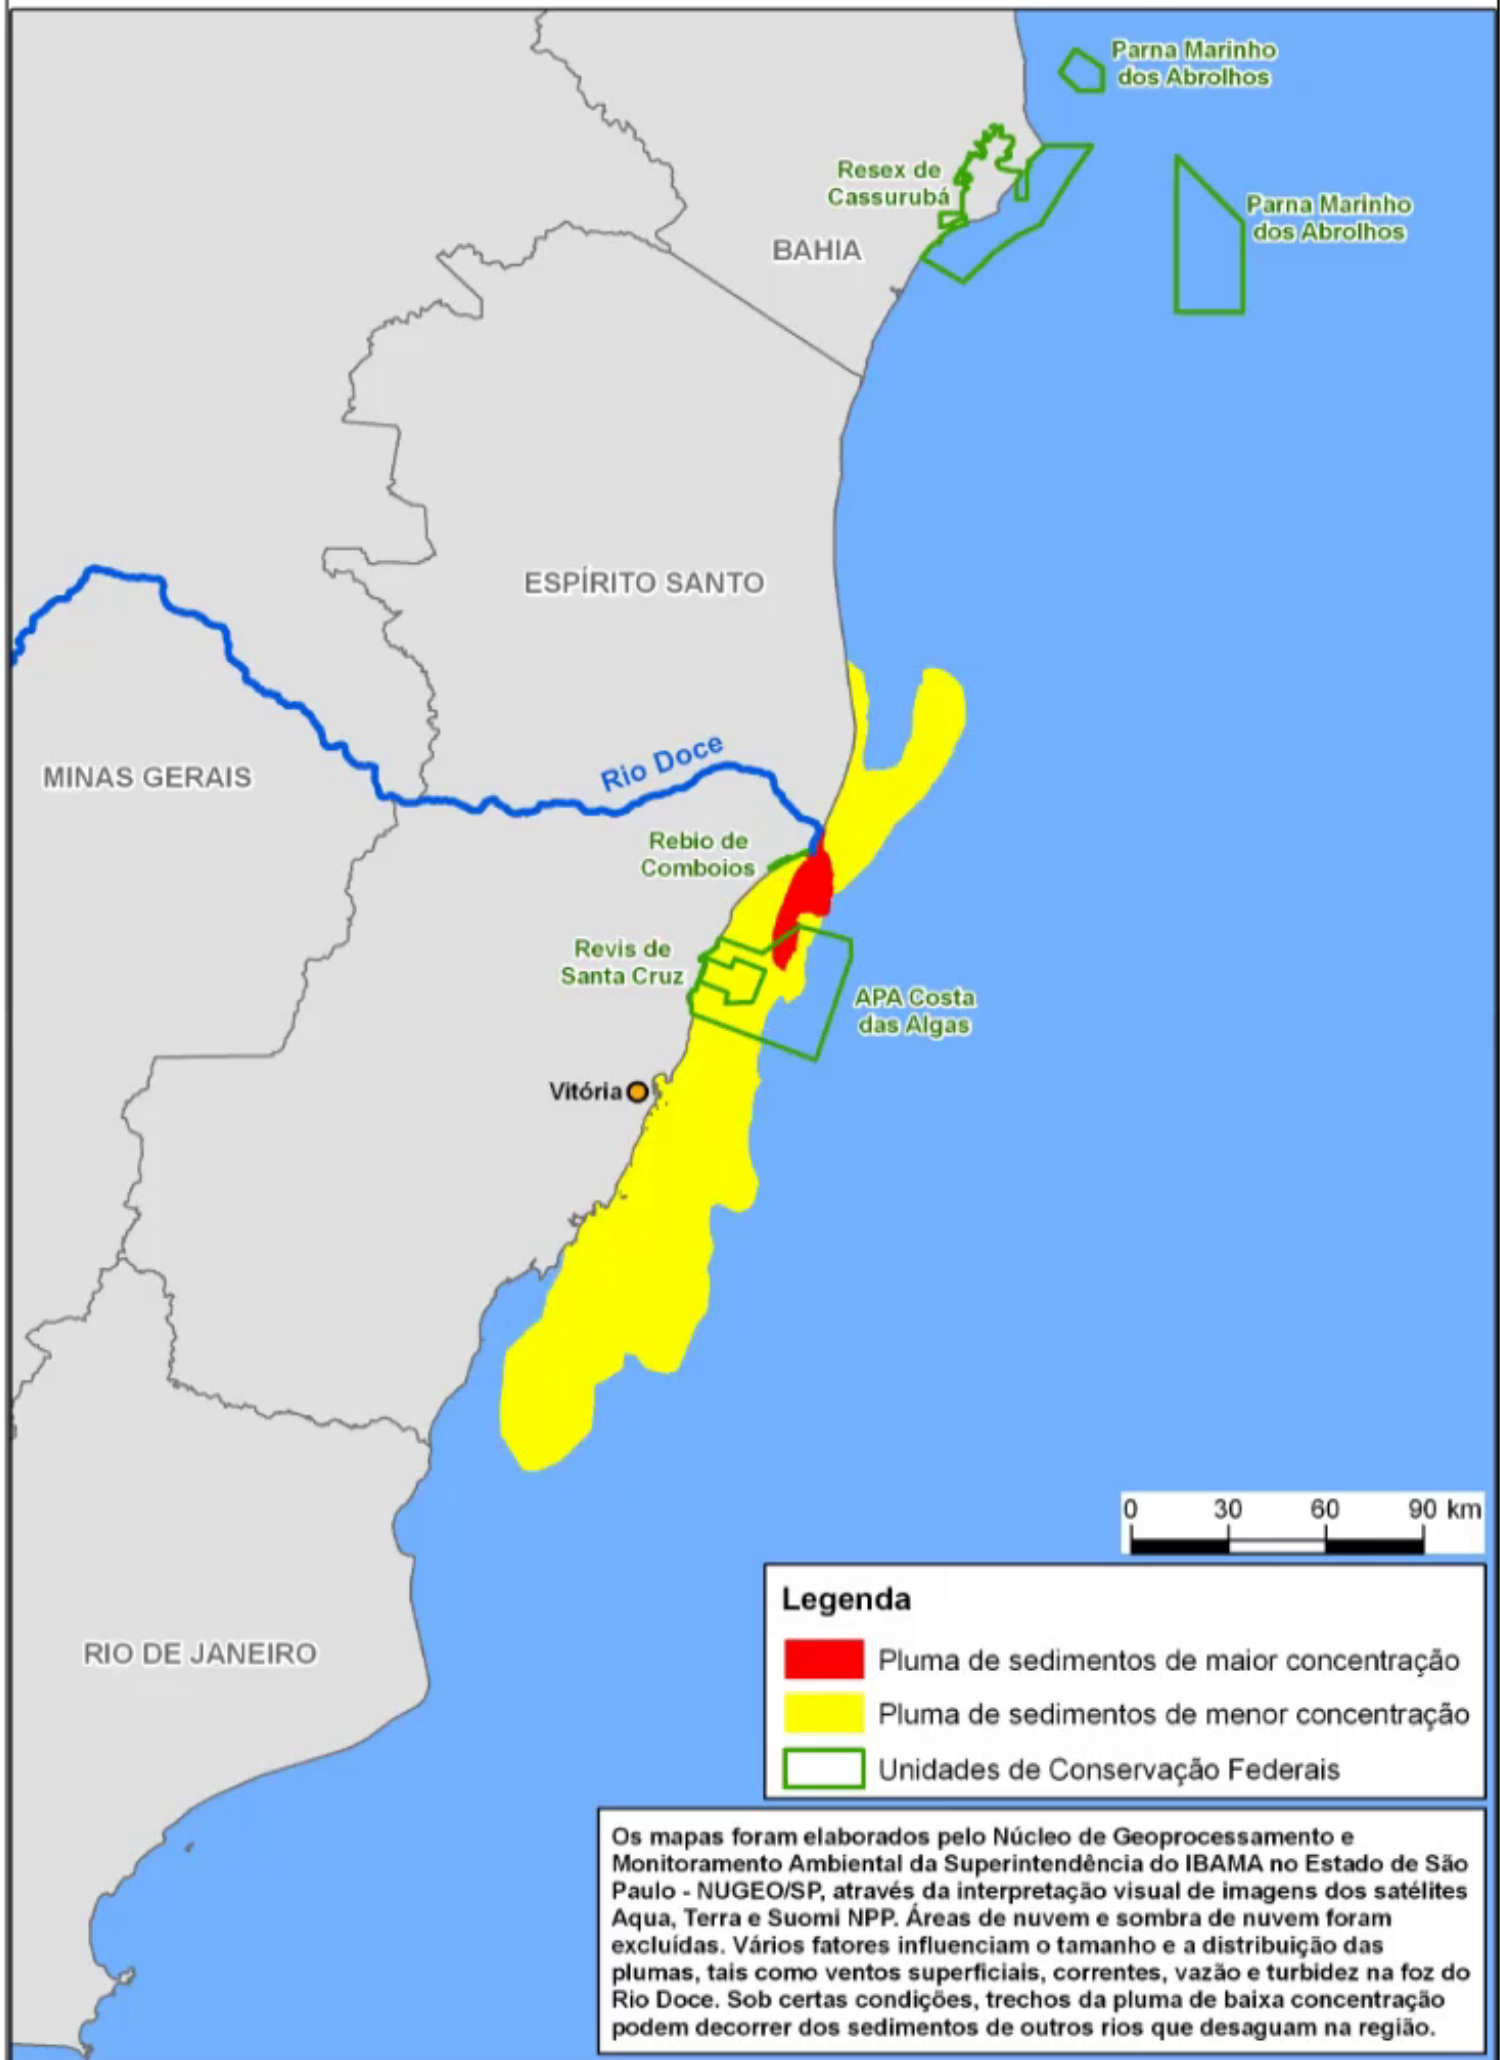 Parna Marinho
dos Abrolhos
Resex de
Cassurubá
Parna Marinho
dos Abrolhos
BAHIA
ESPÍRITO SANTO
Rio Doce
MINAS GERAIS
Rebio de
Comboios
Revis de
Santa Cruz
APA Costa
das Algas
Vitória
0 30 60 90 km
RIO DE JANEIRO
Legenda
Pluma de sedimentos de maior concentração
Pluma de sedimentos de menor concentração
Unidades de Conservação Federais
Os mapas foram elaborados pelo Núcleo de Geoprocessamento e
Monitoramento Ambiental da Superintendência do IBAMA no Estado de São
Paulo - NUGEO/SP, através da interpretação visual de imagens dos satélites
Aqua, Terra e Suomi NPP. Áreas de nuvem e sombra de nuvem foram
excluídas. Vários fatores influenciam o tamanho e a distribuição das
plumas, tais como ventos superficiais, correntes, vazão e turbidez na foz do
Rio Doce. Sob certas condições, trechos da pluma de baixa concentração
podem decorrer dos sedimentos de outros rios que desaguam na região.